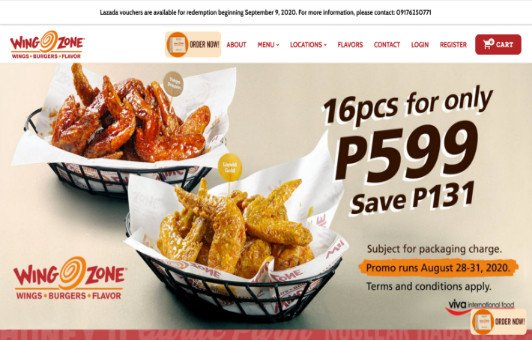 Lazada vouchers are available for redemption beginning September 9, 2020. For more information, please contact: 09176250771
WING ZONE
WINGS • BURGERS • FLAVOR
ORDER NOW!
ABOUT
MENU
LOCATIONS
FLAVORS
CONTACT
LOGIN
REGISTER
CART
16pcs for only
P599
Save P131
Liquid
Gold
Subject for packaging charge.
Promo runs August 28-31, 2020.
Terms and conditions apply.
WING ZONE
WINGS • BURGERS • FLAVOR
viva international food
ORDER NOW!